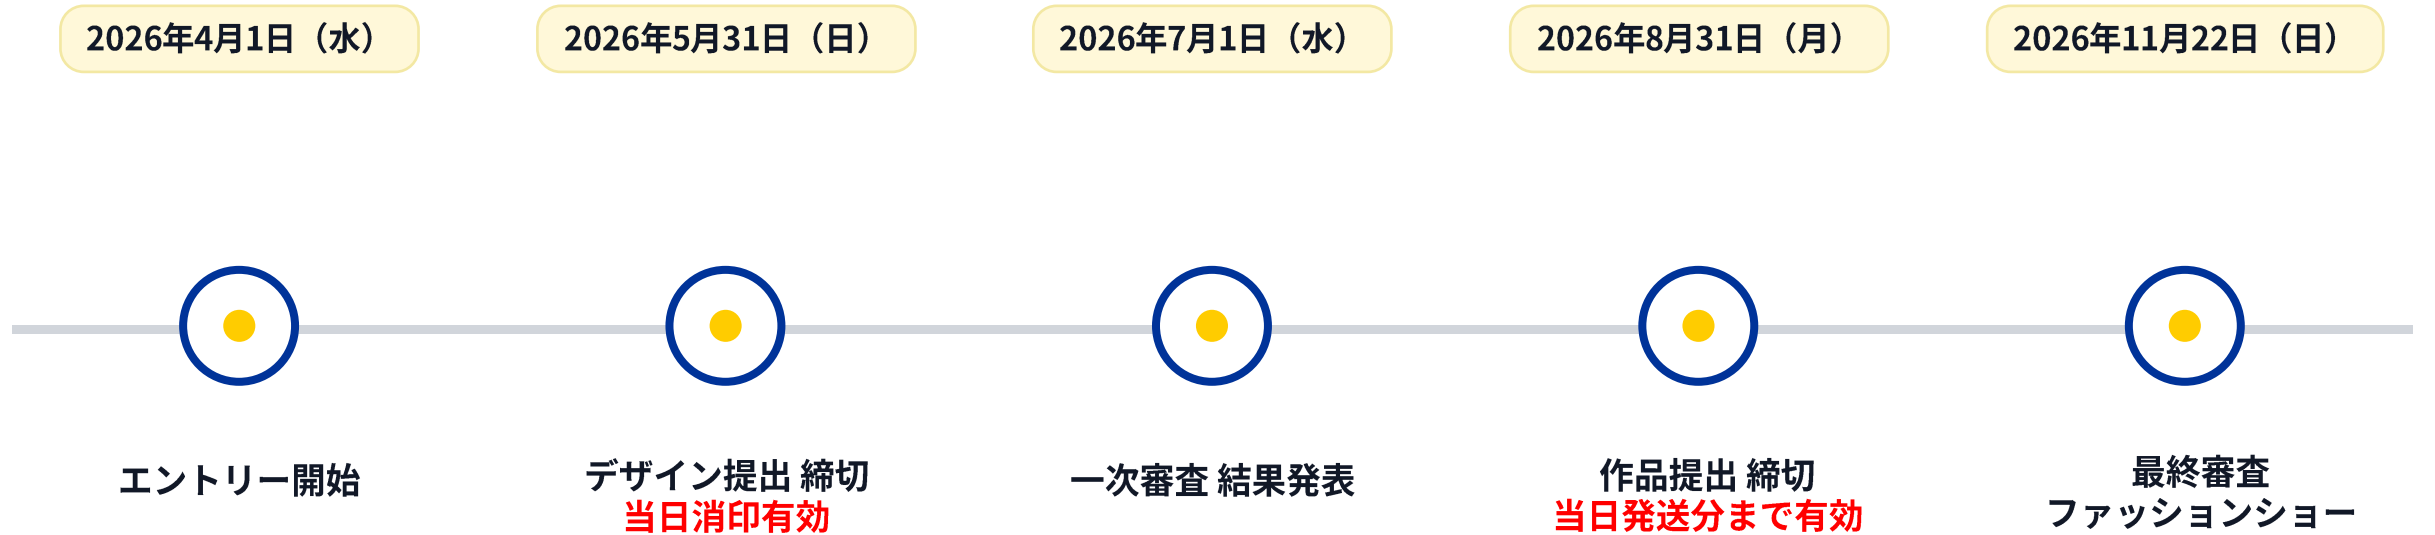 2026年4月1日（水）
2026年5月31日（日）
2026年7月1日（水）
2026年8月31日（月）
2026年11月22日（日）
エントリー開始
デザイン提出 締切
当日消印有効
一次審査 結果発表
作品提出 締切
当日発送分まで有効
最終審査
ファッションショー